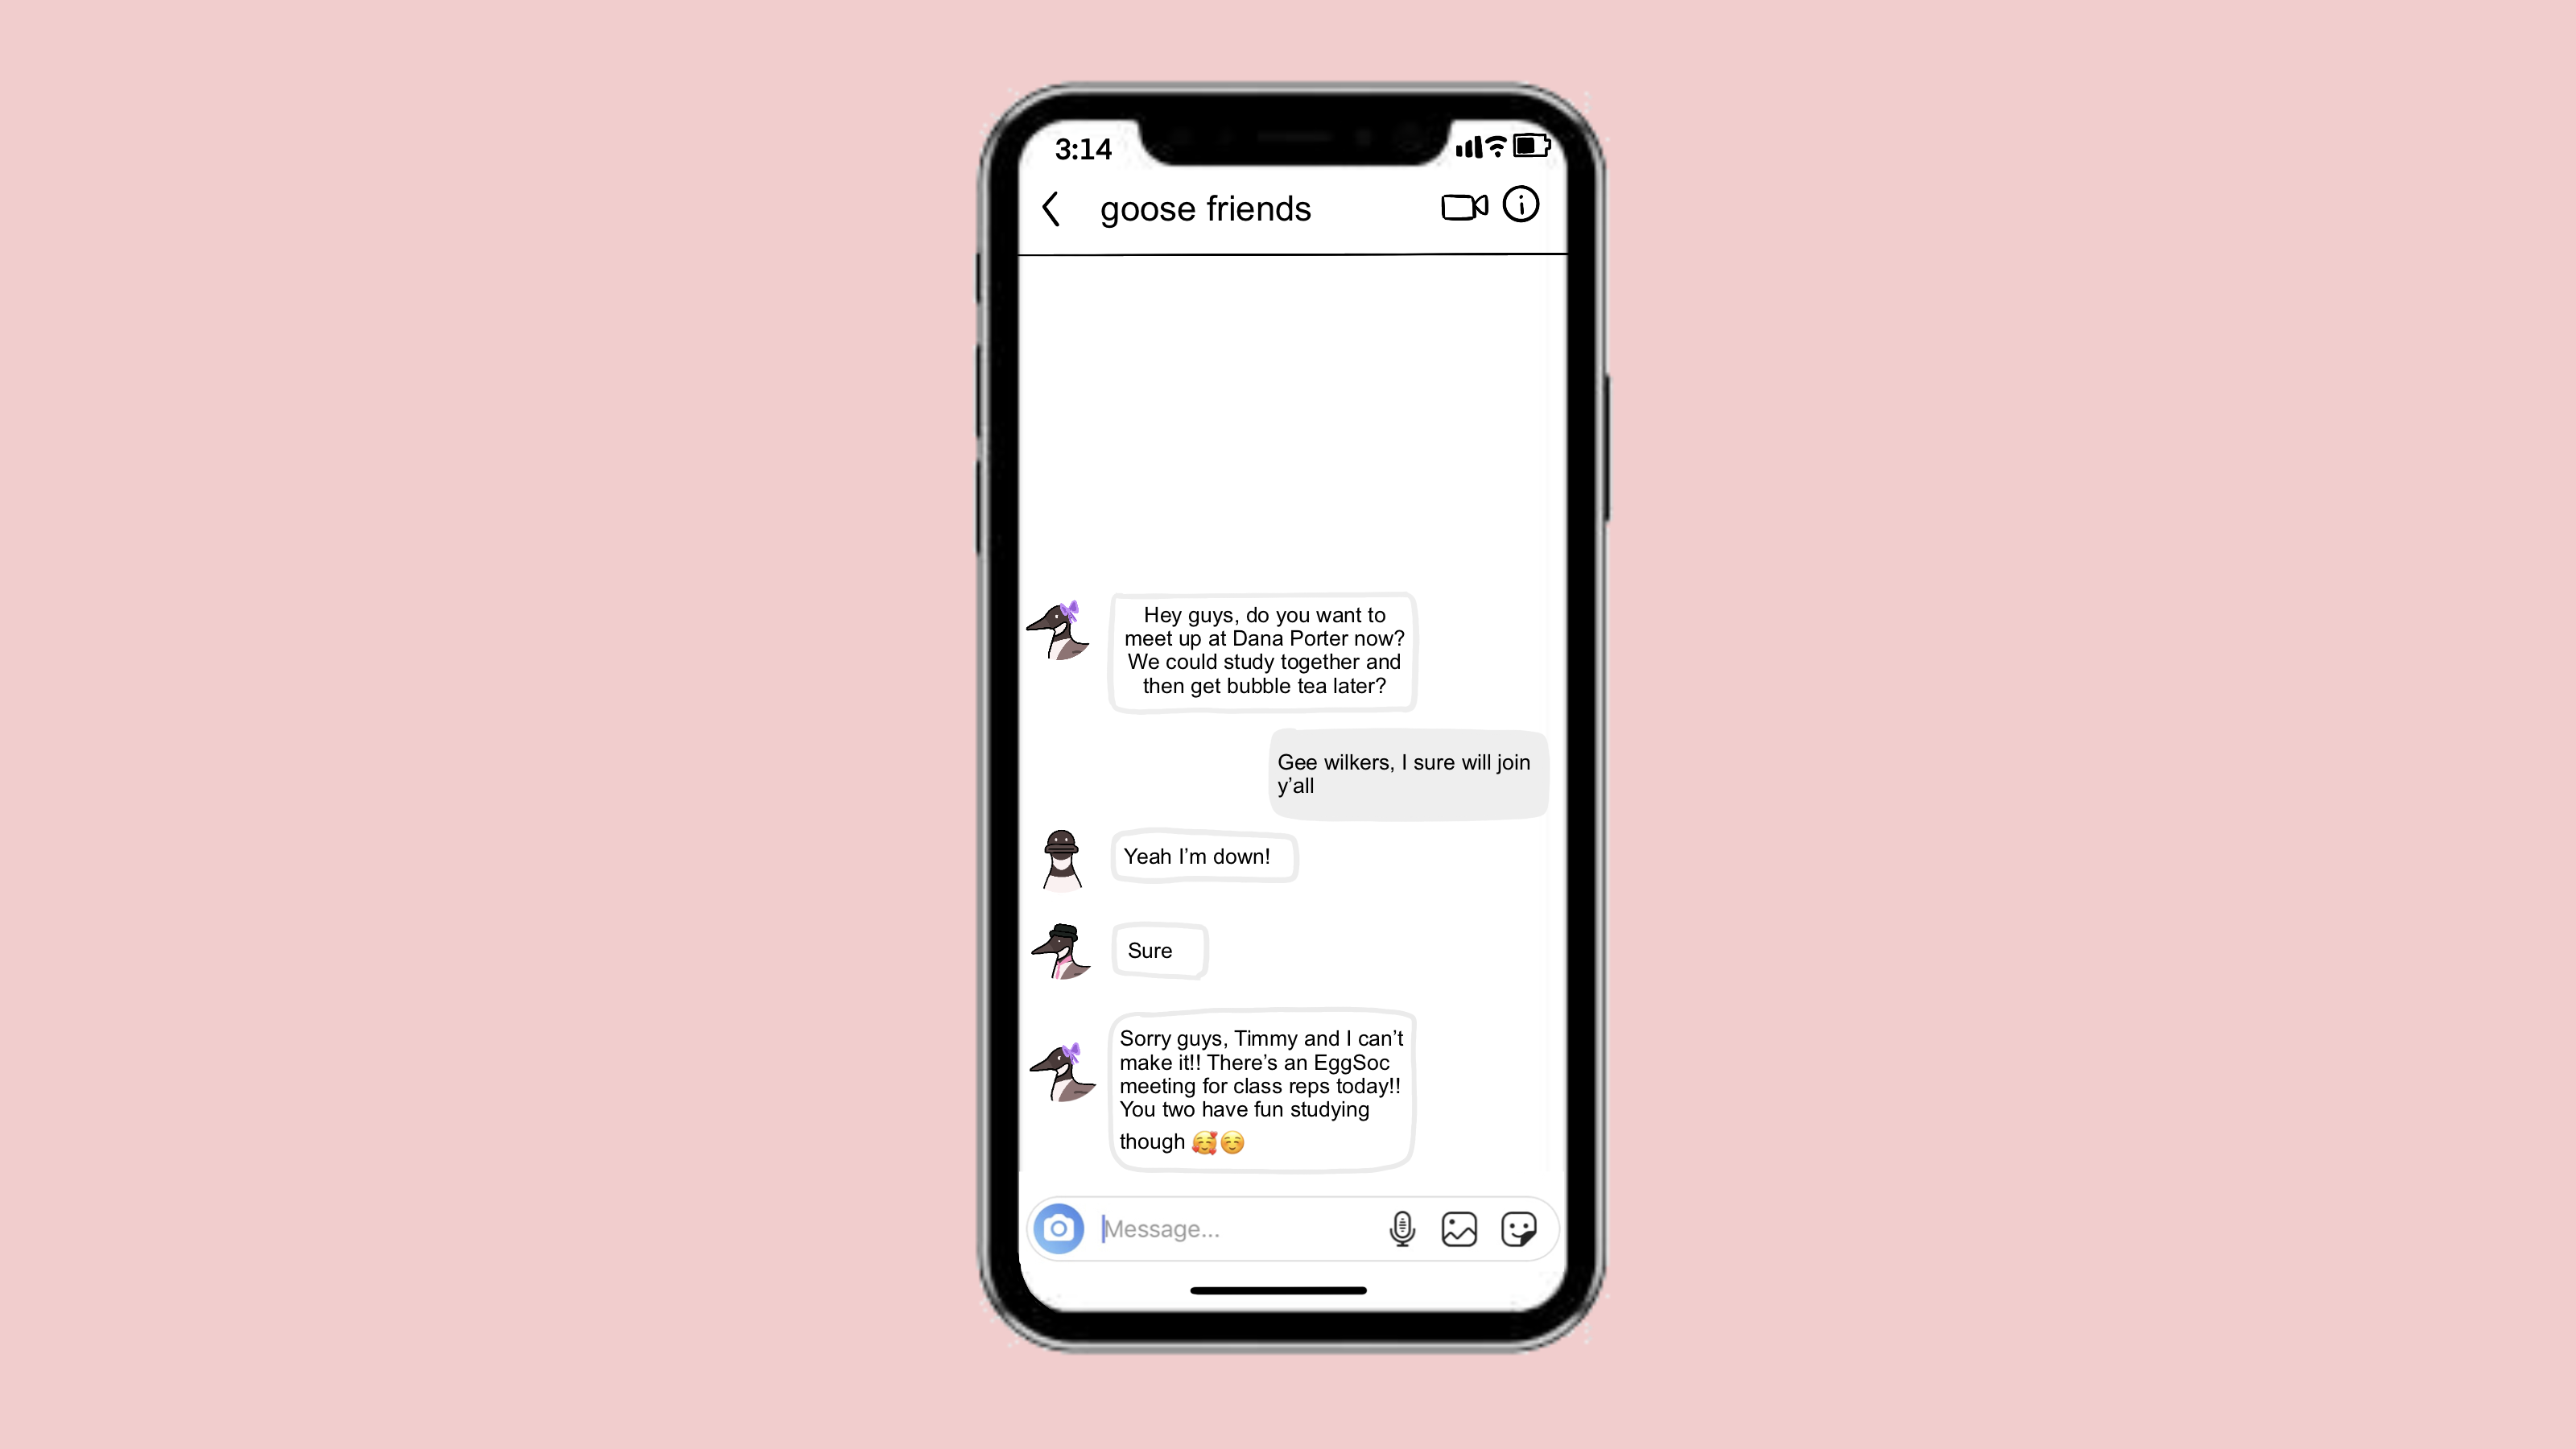 3:14
goose friends
Hey guys, do you want to
meet up at Dana Porter now?
We could study together and
then get bubble tea later?
Gee wilkers, I sure will join
y’all
Yeah I’m down!
Sure
Sorry guys, Timmy and I can’t
make it!! There’s an EggSoc
meeting for class reps today!!
You two have fun studying
though 🥰☺️
Message...